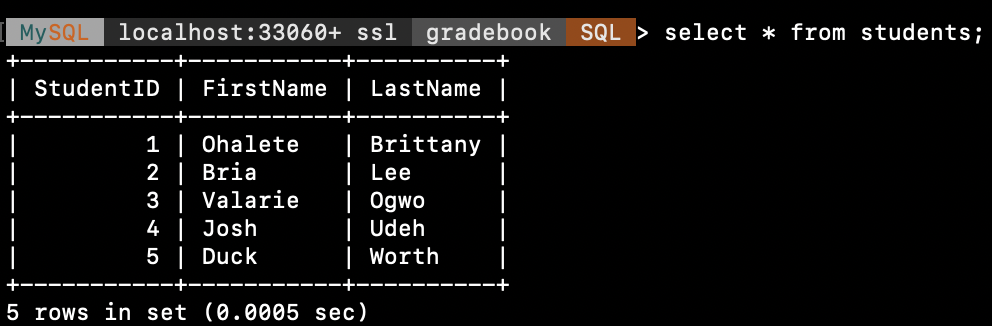 MySQL localhost:33060+ ssl gradebook SQL > select * from students;
+-----------+-----------+----------+
| StudentID | FirstName | LastName |
+-----------+-----------+----------+
|         1 | Ohalete   | Brittany |
|         2 | Bria      | Lee      |
|         3 | Valarie   | Ogwo     |
|         4 | Josh      | Udeh     |
|         5 | Duck      | Worth    |
+-----------+-----------+----------+
5 rows in set (0.0005 sec)